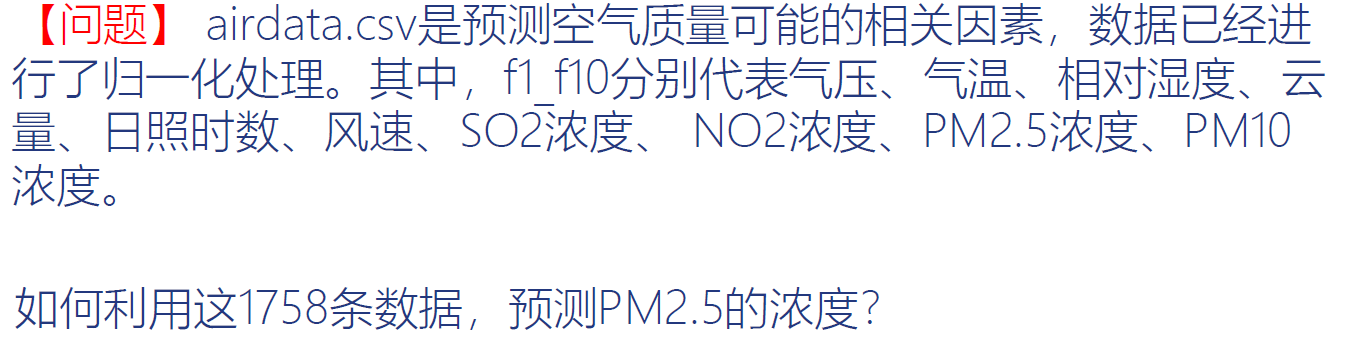 【问题】 airdata.csv是预测空气质量可能的相关因素，数据已经进
行了归一化处理。其中，f1_f10分别代表气压、气温、相对湿度、云
量、日照时数、风速、SO2浓度、 NO2浓度、PM2.5浓度、PM10
浓度。
如何利用这1758条数据，预测PM2.5的浓度？